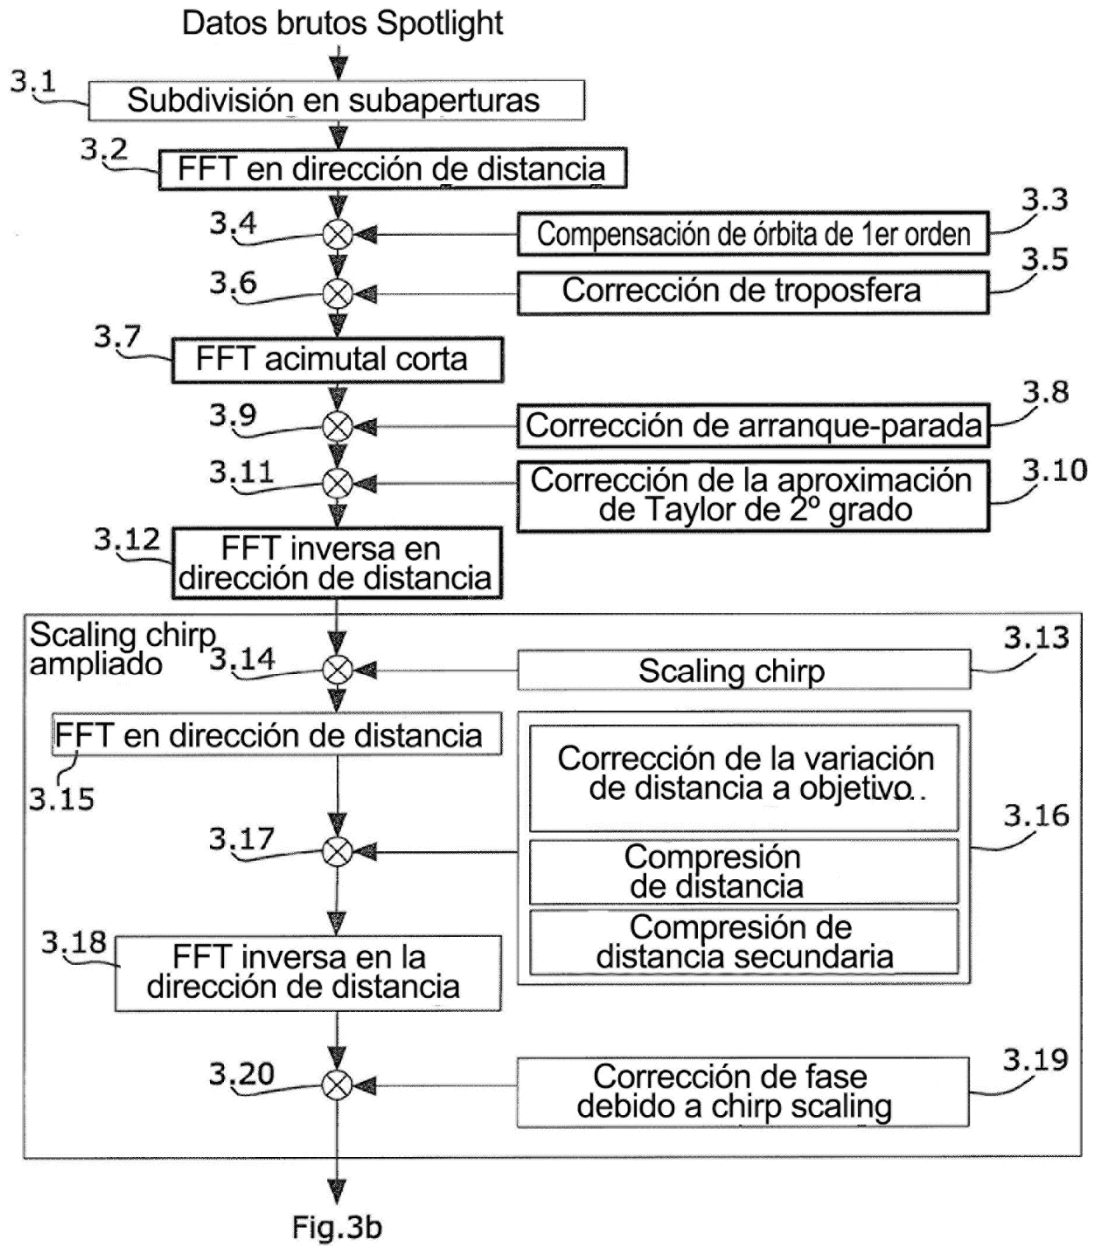 Datos brutos Spotlight
3.1
Subdivisión en subaperturas
3.2
FFT en dirección de distancia
3.3
3.4
Compensación de órbita de 1er orden
3.5
3.6
Corrección de troposfera
3.7
FFT acimutal corta
3.8
3.9
Corrección de arranque-parada
3.10
3.11
Corrección de la aproximación
de Taylor de 2º grado
3.12
FFT inversa en
dirección de distancia
Scaling chirp
ampliado
3.13
3.14
Scaling chirp
FFT en dirección de distancia
3.15
Corrección de la variación
de distancia a objetivo...
3.16
3.17
Compresión
de distancia
Compresión de
distancia secundaria
3.18
FFT inversa en la
dirección de distancia
3.19
3.20
Corrección de fase
debido a chirp scaling
Fig.3b